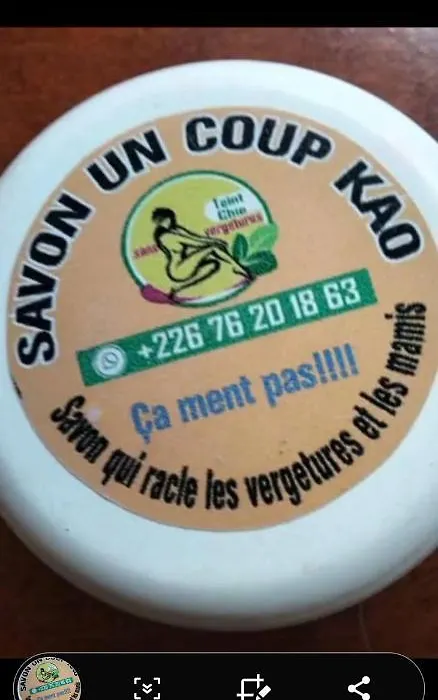 SAVON UN COUP KAO
Teint
sans vergetures
+226 76 20 18 63
Ça ment pas!!!!
Savon qui racle les vergetures et les mamis